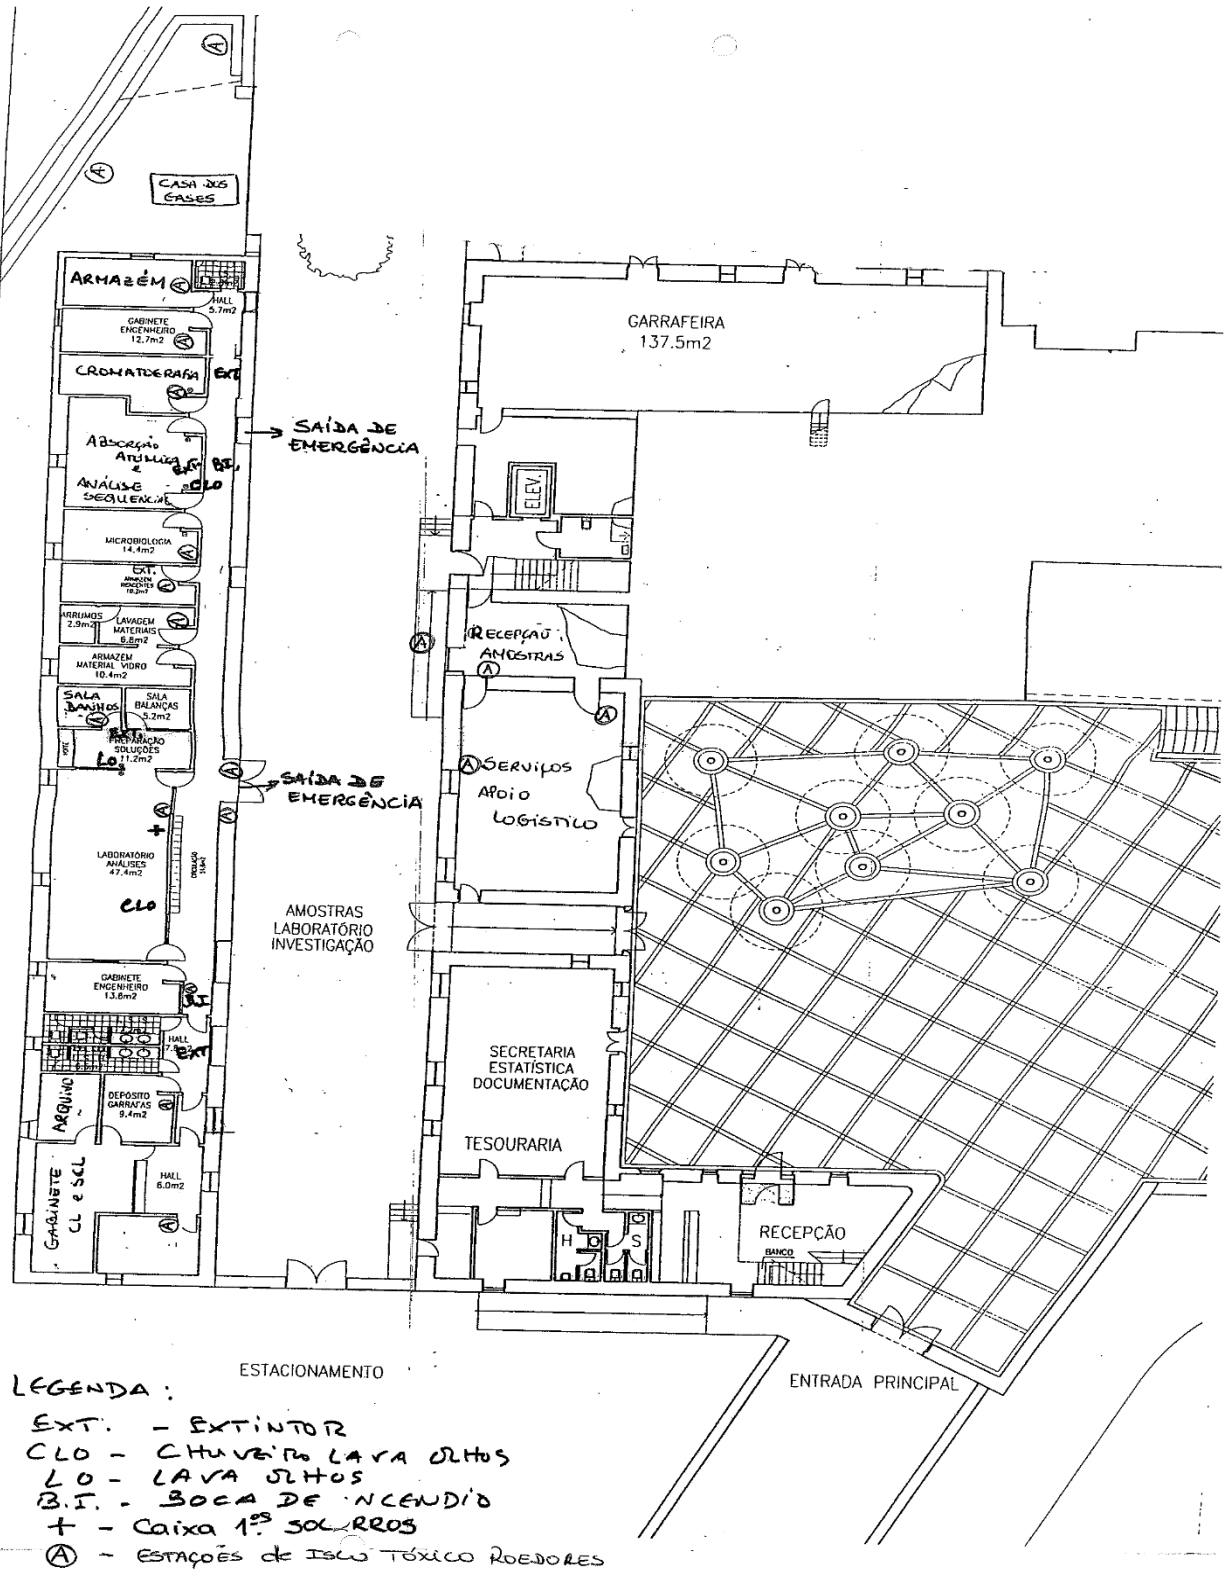 Ⓐ
Ⓐ
CASA DOS
GASES
ARMAZÉM Ⓐ
HALL
5.7m2
GABINETE
ENGENHEIRO
12.7m2
Ⓐ
CROMATOGRAFIA EXT
Ⓐ
GARRAFEIRA
137.5m2
SAÍDA DE
EMERGÊNCIA
ABSORÇÃO
ATÓMICA
e
EXT. B.I.
ANÁLISE
SEQUENCIAL
CLO
ELEV.
MICROBIOLOGIA
14.4m2
Ⓐ
EXT.
ARMAZÉM
REAGENTES
Ⓐ
ARRUMOS
2.9m2
LAVAGEM
MATERIAIS
6.8m2
Ⓐ
Ⓐ
RECEPÇÃO
AMOSTRAS
Ⓐ
ARMAZEM
MATERIAL VIDRO
10.4m2
SALA
BANHOS
Ⓐ
SALA
BALANÇAS
5.2m2
Ⓐ
EXT.
HOTE
PREPARAÇÃO
SOLUÇÕES
11.2m2
LO
Ⓐ
SAÍDA DE
EMERGÊNCIA
Ⓐ SERVIÇOS
APOIO
LOGÍSTICO
Ⓐ
Ⓐ
+
LABORATÓRIO
ANÁLISES
47.4m2
CIRCULAÇÃO
CLO
AMOSTRAS
LABORATÓRIO
INVESTIGAÇÃO
GABINETE
ENGENHEIRO
13.8m2
Ⓐ
B.I
HALL
EXT
SECRETARIA
ESTATÍSTICA
DOCUMENTAÇÃO
ARQUIVO
DEPÓSITO
GARRAFAS
9.4m2
Ⓐ
TESOURARIA
GABINETE
CL e SCL
HALL
6.0m2
Ⓐ
H
S
RECEPÇÃO
BANCO
ESTACIONAMENTO
ENTRADA PRINCIPAL
LEGENDA :
EXT. - EXTINTOR
CLO - CHUVEIRO LAVA OLHOS
LO - LAVA OLHOS
B.I. - BOCA DE INCENDIO
+ - Caixa 1ºs SOCORROS
Ⓐ - ESTAÇÕES de ISCO TÓXICO ROEDORES